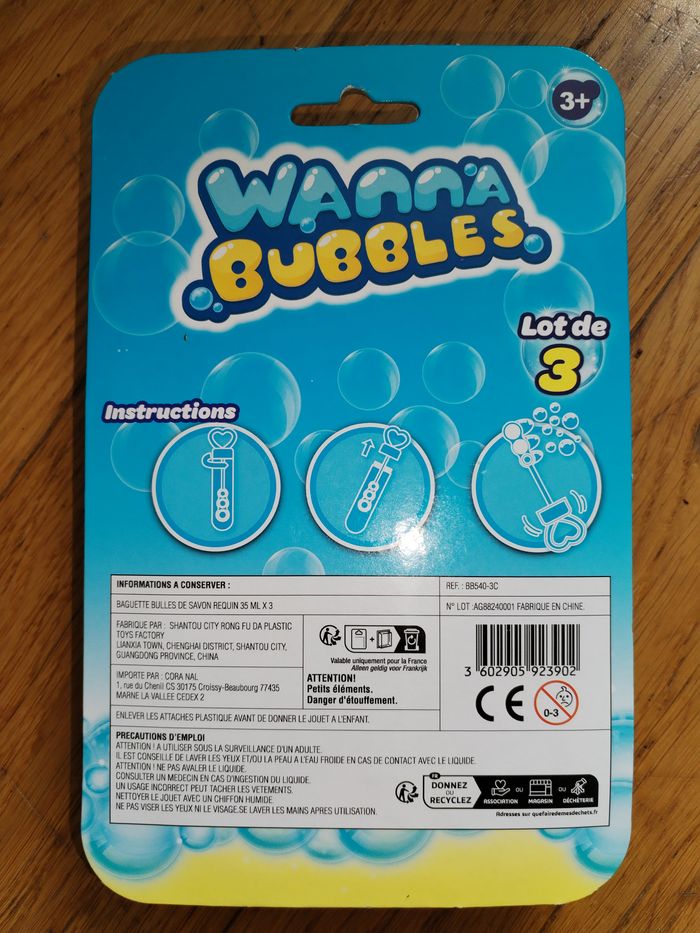 3+
WANNA
BUBBLES
Lot de
3
Instructions
INFORMATIONS A CONSERVER :
REF. : BB540-3C
BAGUETTE BULLES DE SAVON REQUIN 35 ML X 3
N° LOT :AG88240001 FABRIQUE EN CHINE.
FABRIQUE PAR : SHANTOU CITY RONG FU DA PLASTIC
TOYS FACTORY
LIANXIA TOWN, CHENGHAI DISTRICT, SHANTOU CITY,
GUANGDONG PROVINCE, CHINA
Valable uniquement pour la France
Alleen geldig voor Frankrijk
ATTENTION!
Petits éléments.
Danger d'étouffement.
3 602905 923902
CE
0-3
IMPORTE PAR : CORA NAL
1, rue du Chenil CS 30175 Croissy-Beaubourg 77435
MARNE LA VALLEE CEDEX 2
ENLEVER LES ATTACHES PLASTIQUE AVANT DE DONNER LE JOUET A L'ENFANT.
PRECAUTIONS D'EMPLOI
ATTENTION ! A UTILISER SOUS LA SURVEILLANCE D'UN ADULTE.
IL EST CONSEILLE DE LAVER LES YEUX ET/OU LA PEAU A L'EAU FROIDE EN CAS DE CONTACT AVEC LE LIQUIDE.
ATTENTION ! NE PAS AVALER LE LIQUIDE.
CONSULTER UN MEDECIN EN CAS D'INGESTION DU LIQUIDE.
UN USAGE INCORRECT PEUT TACHER LES VETEMENTS.
NETTOYER LE JOUET AVEC UN CHIFFON HUMIDE.
NE PAS VISER LES YEUX NI LE VISAGE.SE LAVER LES MAINS APRES UTILISATION.
FR
DONNEZ
OU
RECYCLEZ
ASSOCIATION
OU
MAGASIN
OU
DÉCHÈTERIE
Adresses sur quefairedemesdechets.fr